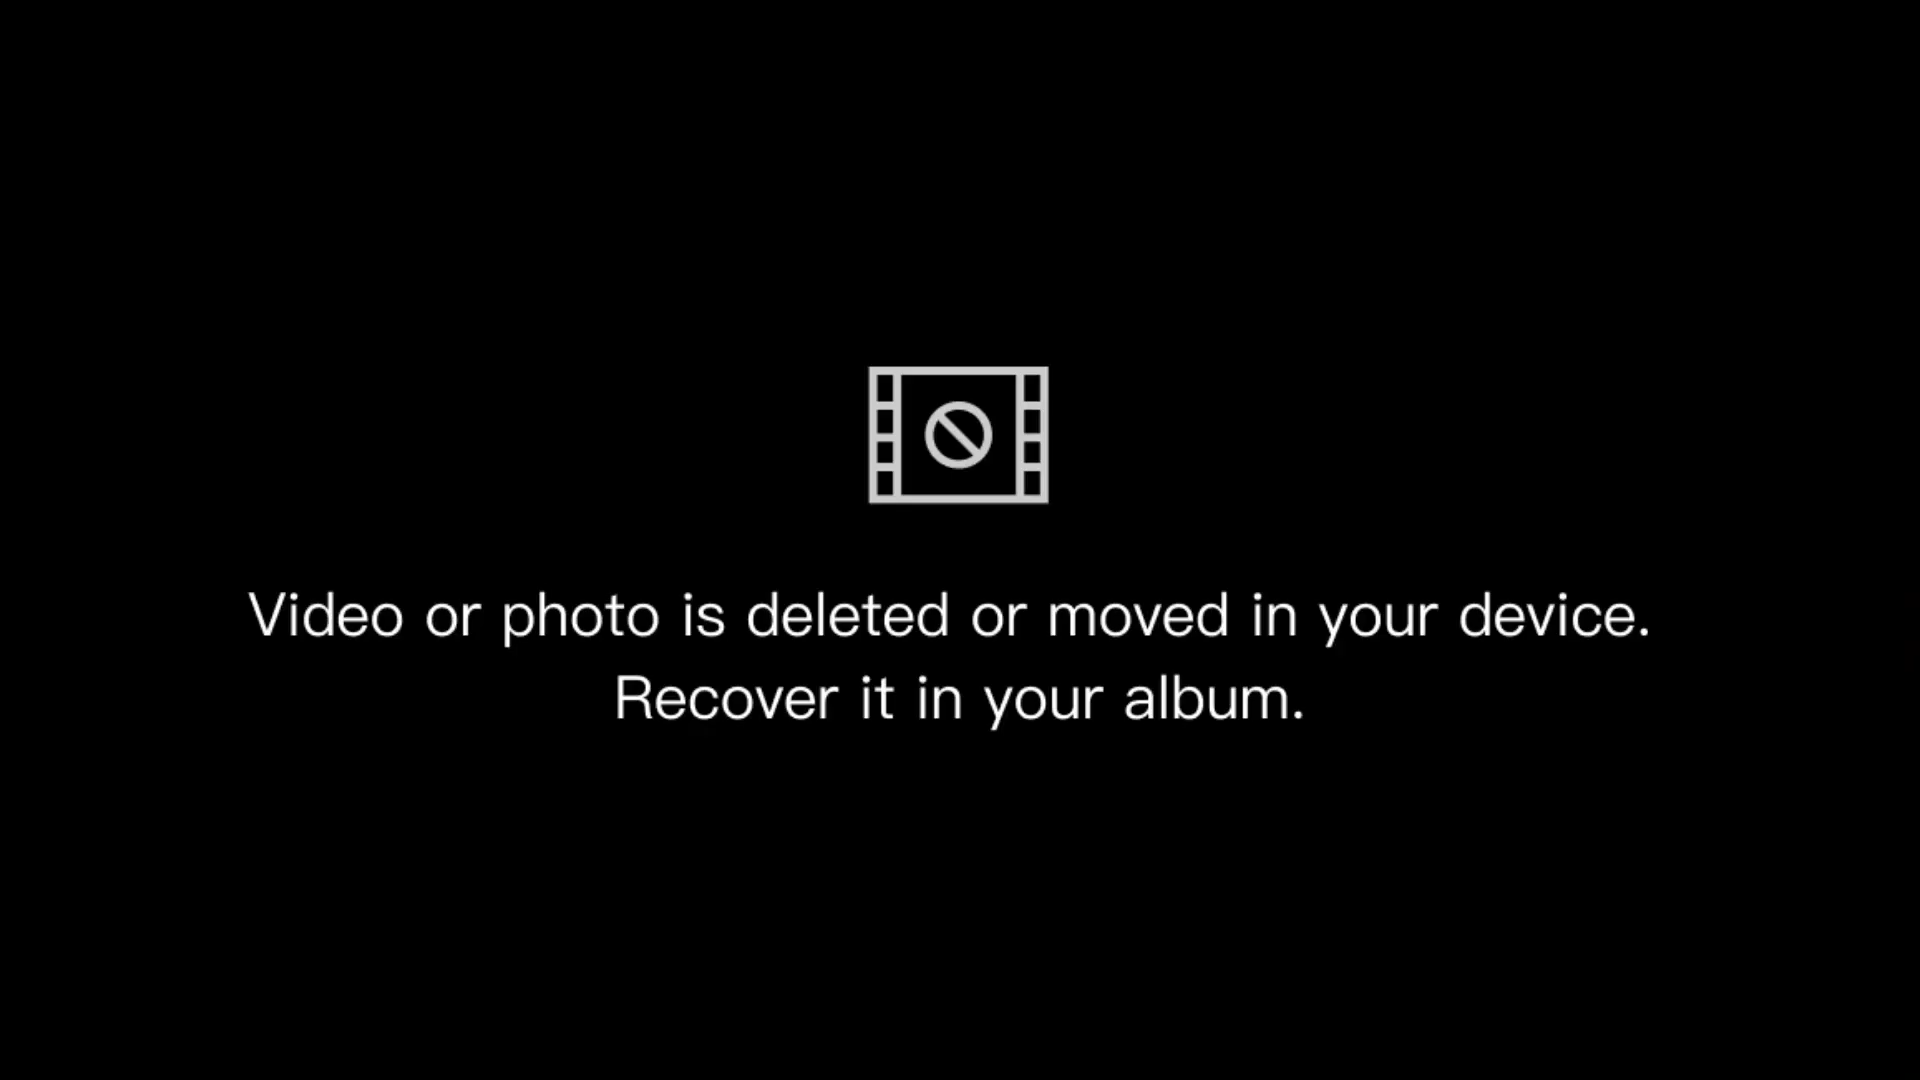 Video or photo is deleted or moved in your device.
Recover it in your album.